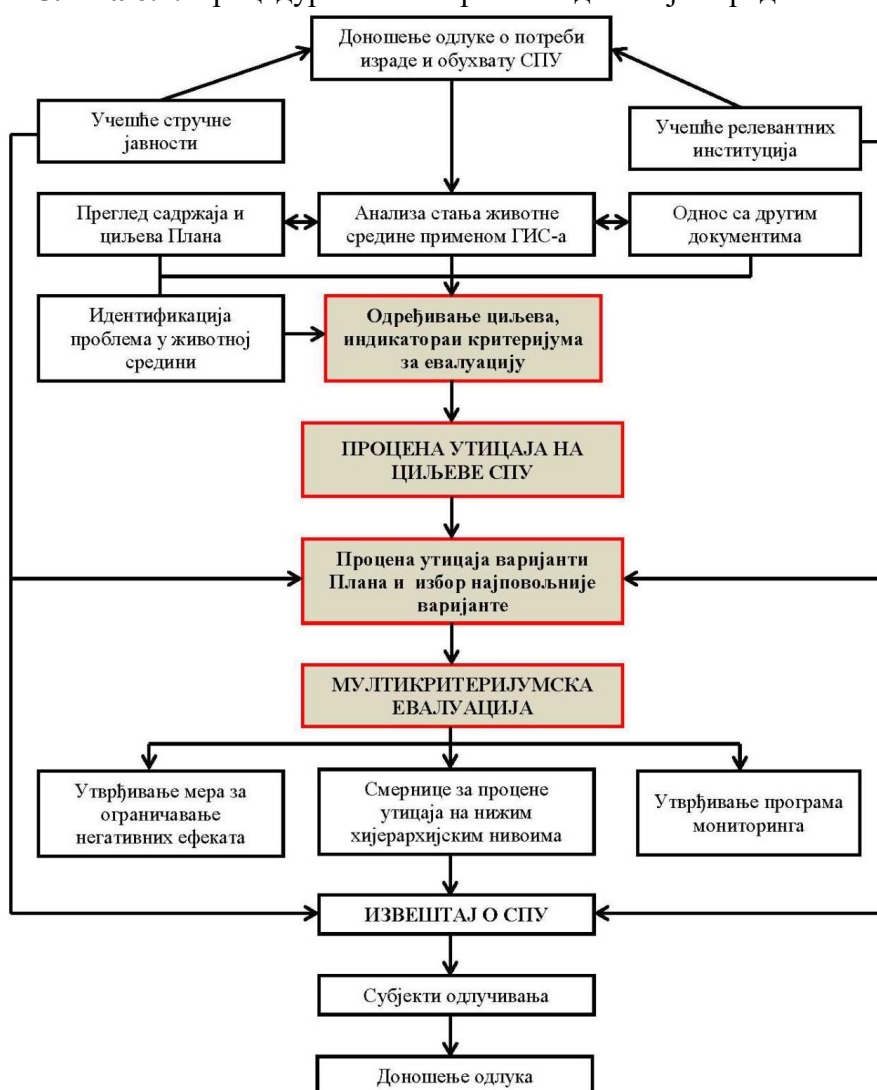 Доношење одлуке о потреби
израде и обухвату СПУ
Учешће стручне
јавности
Учешће релевантних
институција
Преглед садржаја и
циљева Плана
Анализа стања животне
средине применом ГИС-а
Однос са другим
документима
Идентификација
проблема у животној
средини
Одређивање циљева,
индикатораи критеријума
за евалуацију
ПРОЦЕНА УТИЦАЈА НА
ЦИЉЕВЕ СПУ
Процена утицаја варијанти
Плана и избор најповољније
варијанте
МУЛТИКРИТЕРИЈУМСКА
ЕВАЛУАЦИЈА
Утврђивање мера за
ограничавање
негативних ефеката
Смернице за процене
утицаја на нижим
хијерархијским нивоима
Утврђивање програма
мониторинга
ИЗВЕШТАЈ О СПУ
Субјекти одлучивања
Доношење одлука